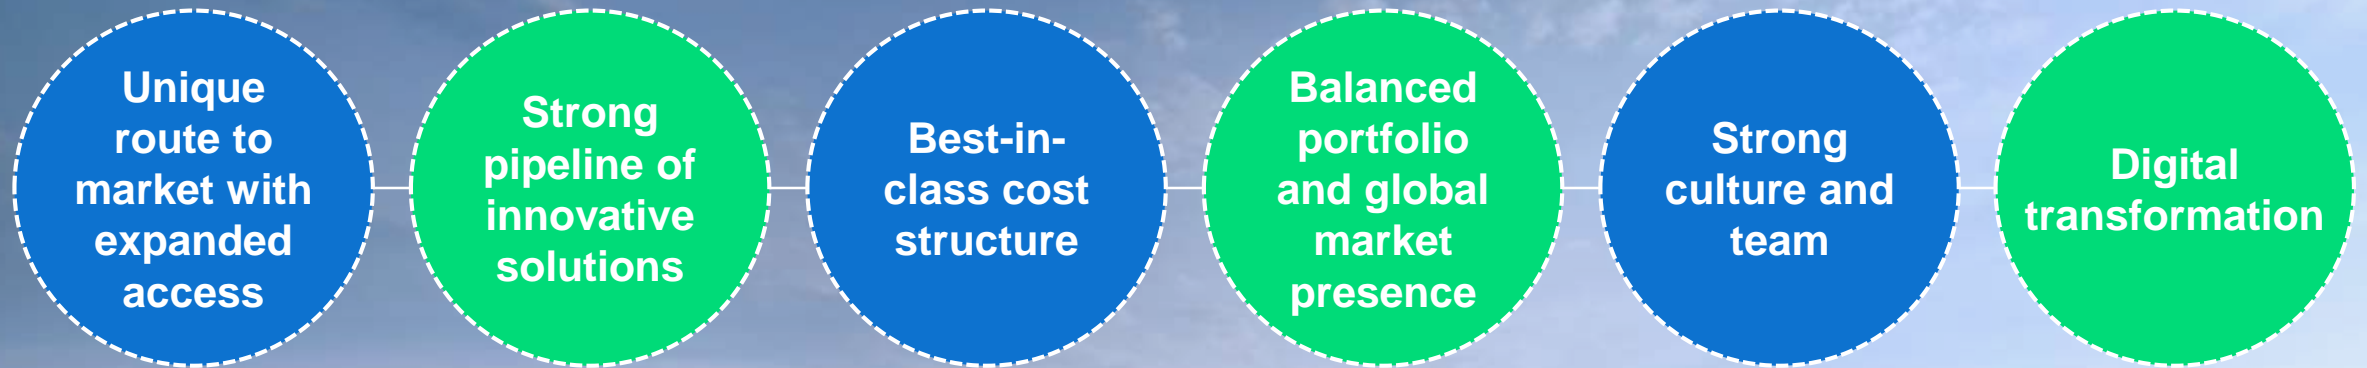 Unique
route to
market with
expanded
access
Strong
pipeline of
innovative
solutions
Best-in-
class cost
structure
Balanced
portfolio
and global
market
presence
Strong
culture and
team
Digital
transformation